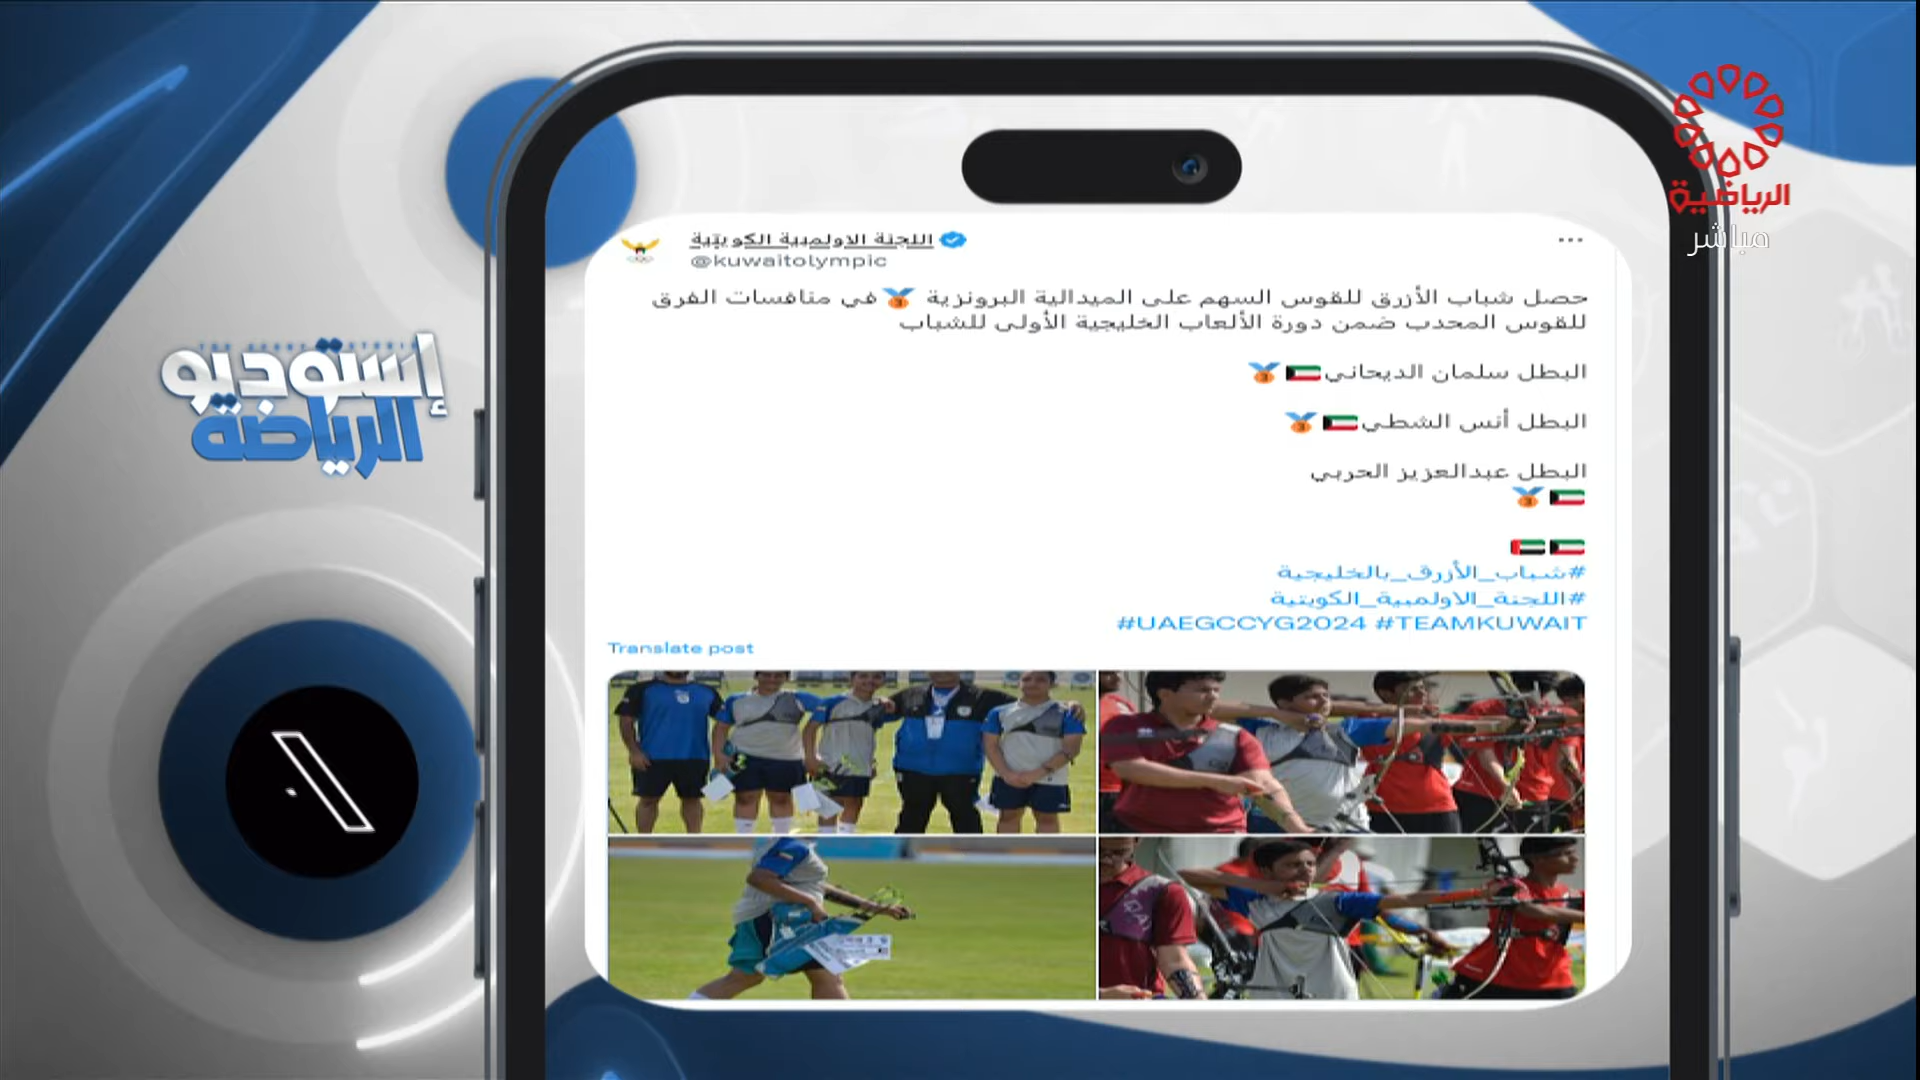 الرياضية
مباشر
إستوديو
الرياضة
اللجنة الاولمبية الكويتية
@kuwaitolympic
حصل شباب الأزرق للقوس السهم على الميدالية البرونزية 🥉في منافسات الفرق
للقوس المحدب ضمن دورة الألعاب الخليجية الأولى للشباب
البطل سلمان الديحاني🇰🇼🥉
البطل أنس الشطي🇰🇼🥉
البطل عبدالعزيز الحربي
🇰🇼🥉
🇰🇼🇦🇪
#شباب_الأزرق_بالخليجية
#اللجنة_الاولمبية_الكويتية
#UAEGCCYG2024 #TEAMKUWAIT
Translate post